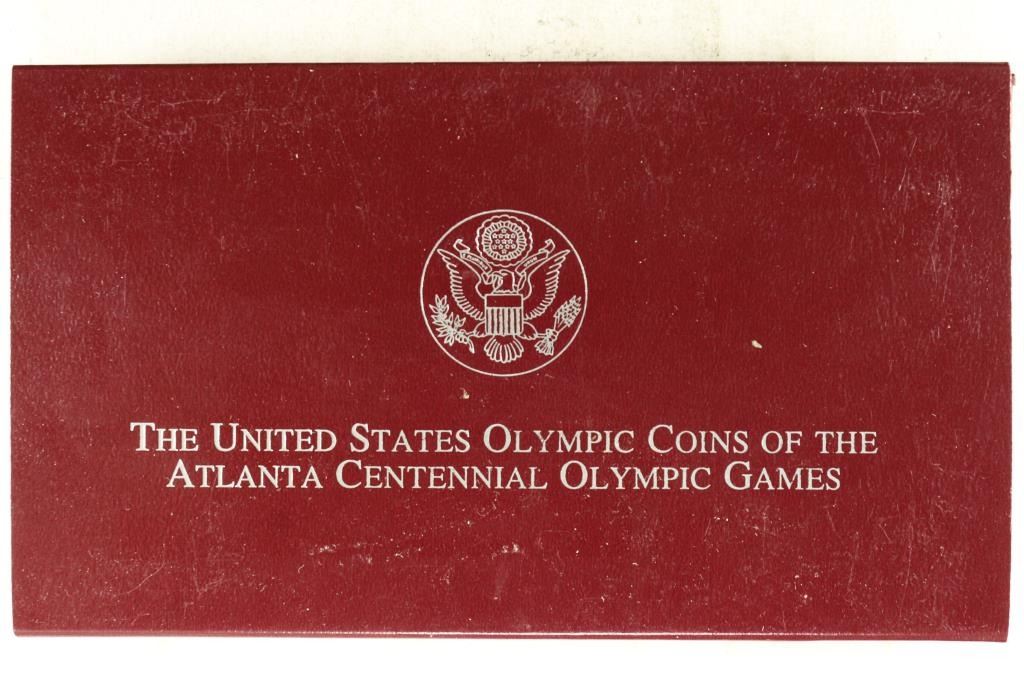 THE UNITED STATES OLYMPIC COINS OF THE
ATLANTA CENTENNIAL OLYMPIC GAMES